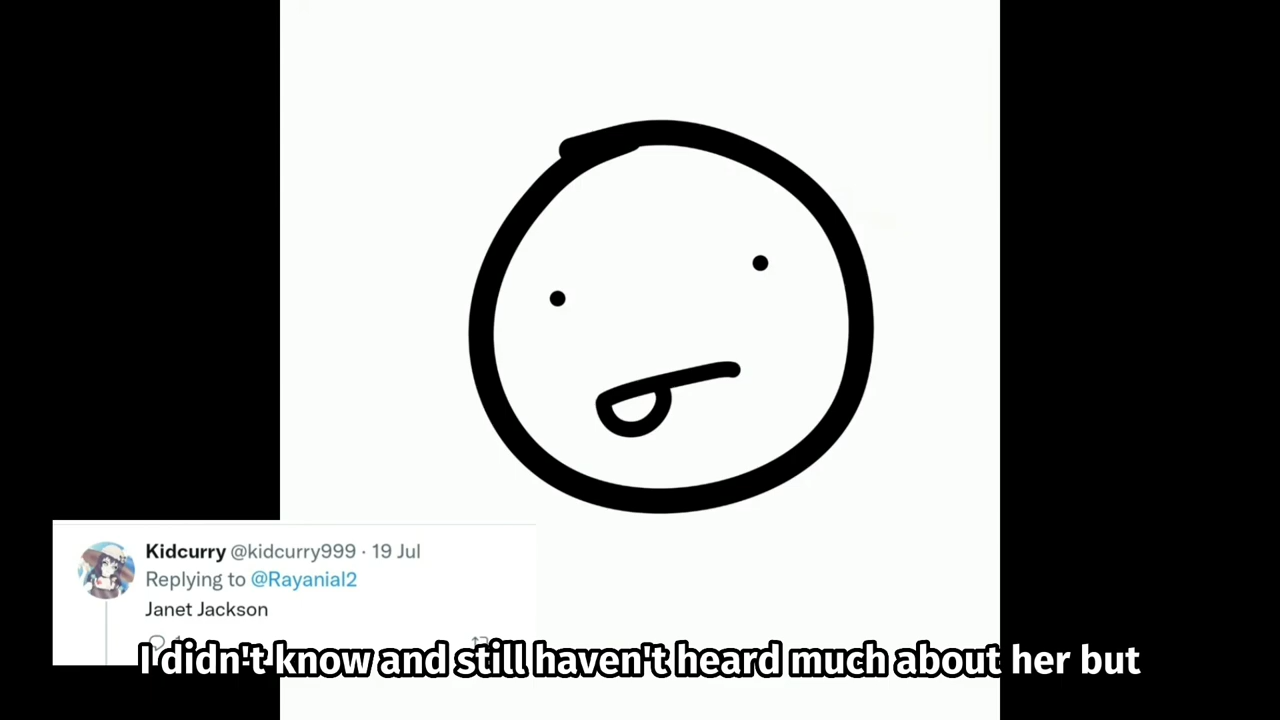 Kidcurry @kidcurry999 · 19 Jul
Replying to @Rayanial2
Janet Jackson
I didn't know and still haven't heard much about her but